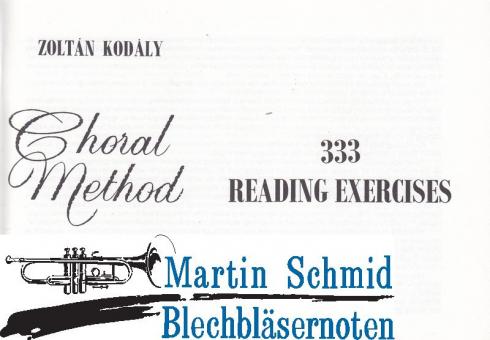 ZOLTÁN KODÁLY
Choral
Method
333
READING EXERCISES
Martin Schmid
Blechbläsernoten